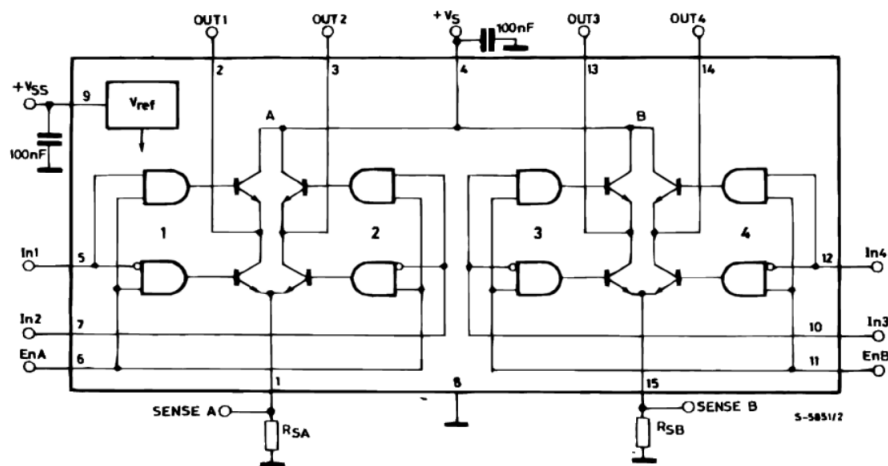 OUT1
OUT2
+VS
100nF
OUT3
OUT4
2
3
4
13
14
+VSS
9
Vref
100nF
A
B
1
2
3
4
In1
5
12
In4
In2
7
10
In3
EnA
6
11
EnB
1
8
15
SENSE A
RSA
SENSE B
RSB
S-5851/2